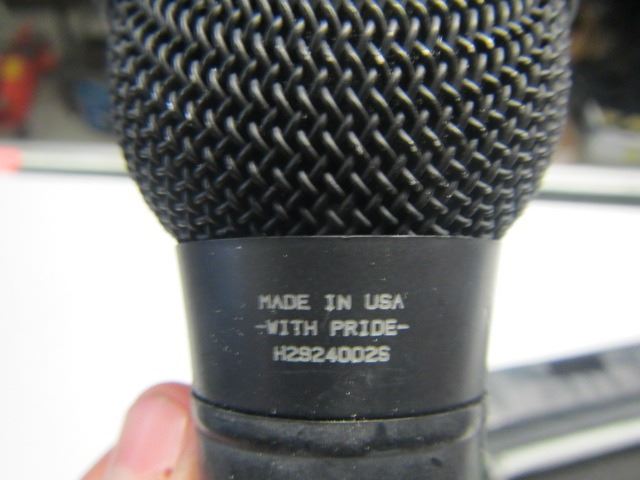 MADE IN USA
-WITH PRIDE-
H2924002S